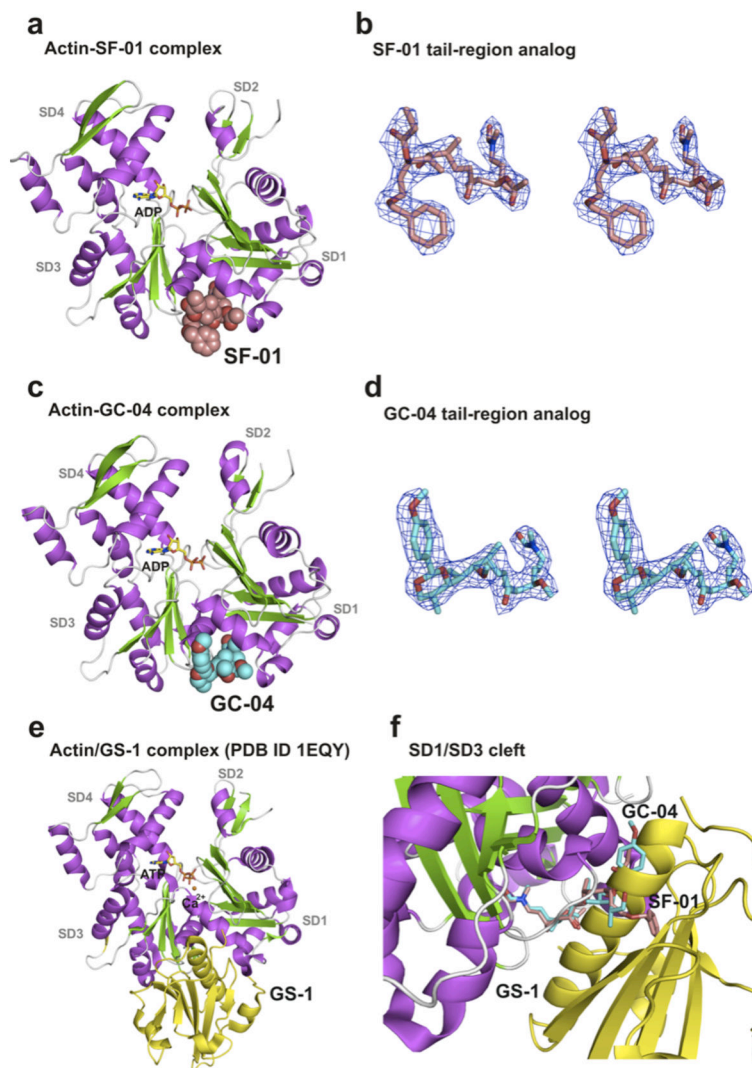 a
Actin-SF-01 complex
SD4
SD2
ADP
SD3
SD1
SF-01
b
SF-01 tail-region analog
c
Actin-GC-04 complex
SD4
SD2
ADP
SD3
SD1
GC-04
d
GC-04 tail-region analog
e
Actin/GS-1 complex (PDB ID 1EQY)
SD4
SD2
ATP
Ca2+
SD3
SD1
GS-1
f
SD1/SD3 cleft
GC-04
SF-01
GS-1